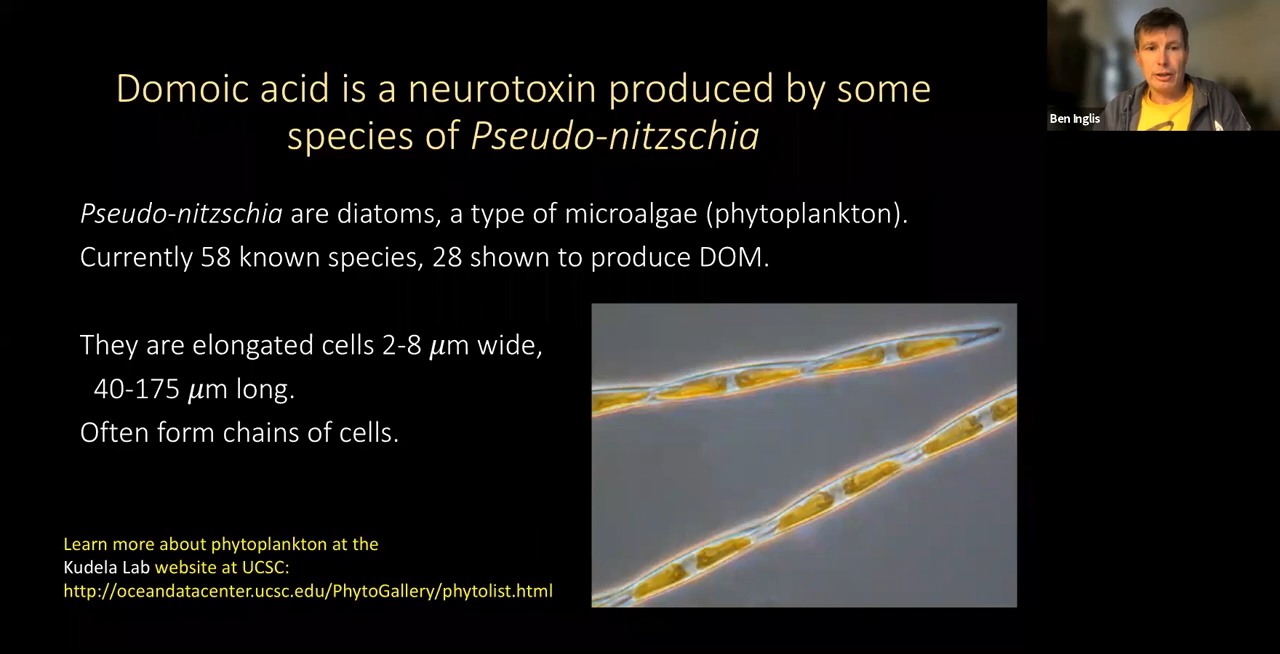 Domoic acid is a neurotoxin produced by some
species of Pseudo-nitzschia
Ben Inglis
Pseudo-nitzschia are diatoms, a type of microalgae (phytoplankton).
Currently 58 known species, 28 shown to produce DOM.
They are elongated cells 2-8 𝜇m wide,
40-175 𝜇m long.
Often form chains of cells.
Learn more about phytoplankton at the
Kudela Lab website at UCSC:
http://oceandatacenter.ucsc.edu/PhytoGallery/phytolist.html